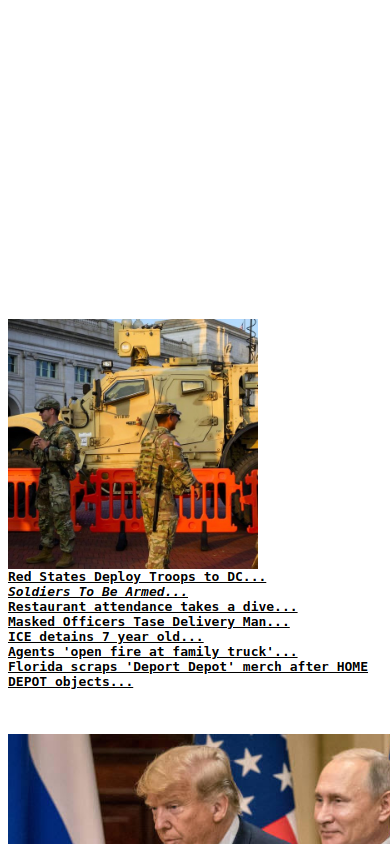 Red States Deploy Troops to DC...
Soldiers To Be Armed...
Restaurant attendance takes a dive...
Masked Officers Tase Delivery Man...
ICE detains 7 year old...
Agents 'open fire at family truck'...
Florida scraps 'Deport Depot' merch after HOME
DEPOT objects...